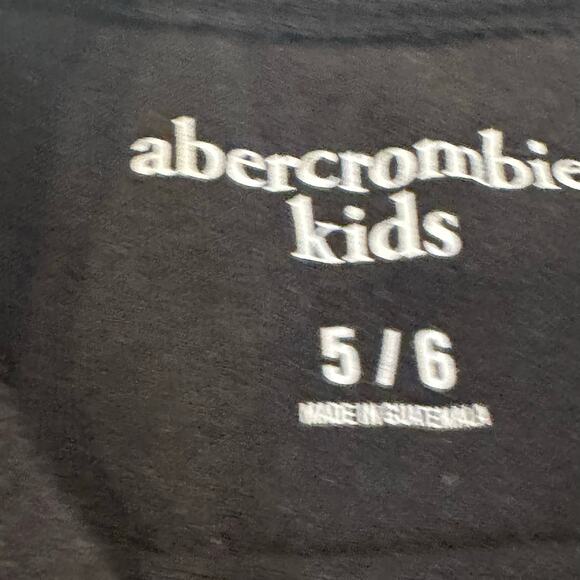 abercrombie
kids
5/6
MADE IN GUATEMALA